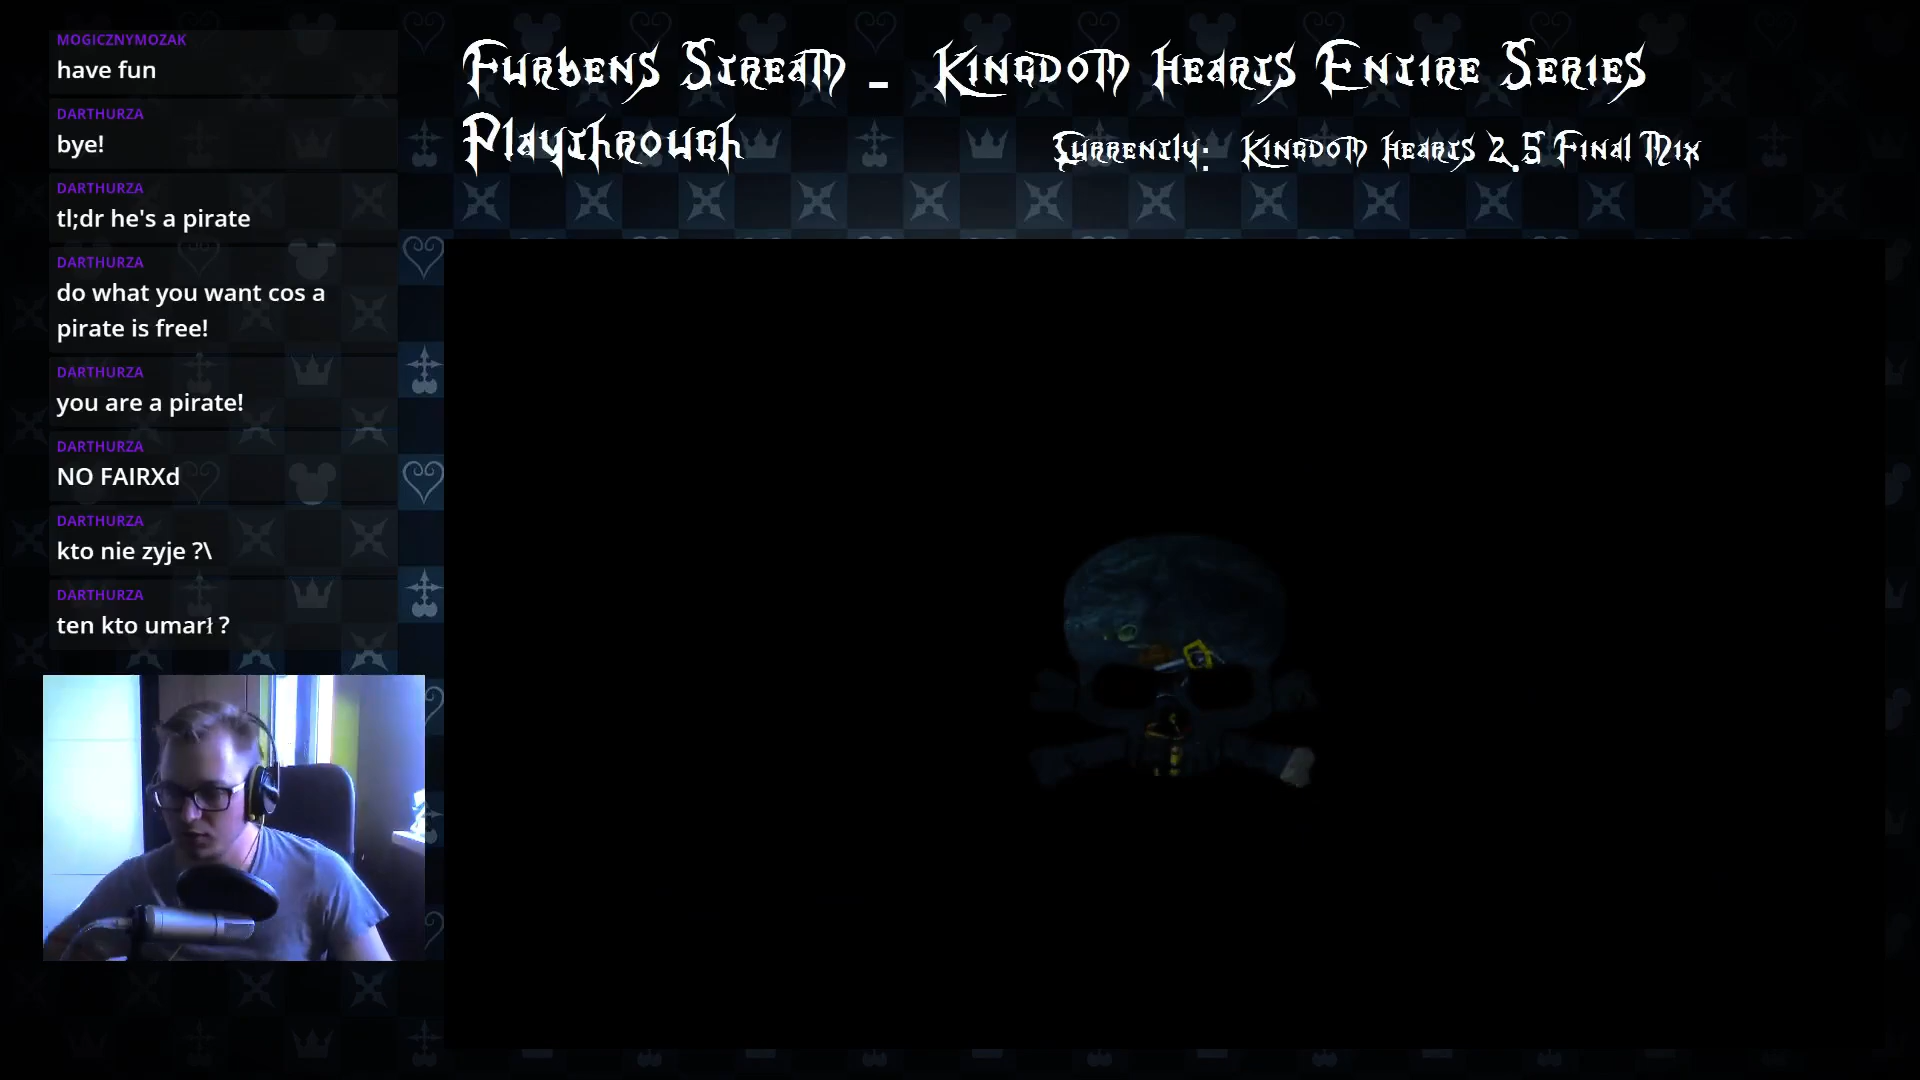 MOGICZNYMOZAK
have fun
DARTHURZA
bye!
DARTHURZA
tl;dr he's a pirate
DARTHURZA
do what you want cos a
pirate is free!
DARTHURZA
you are a pirate!
DARTHURZA
NO FAIRXd
DARTHURZA
kto nie zyje ?\
DARTHURZA
ten kto umarł ?
Furbens Stream - Kingdom Hearts Entire Series
Playthrough
Currently: Kingdom Hearts 2.5 Final Mix